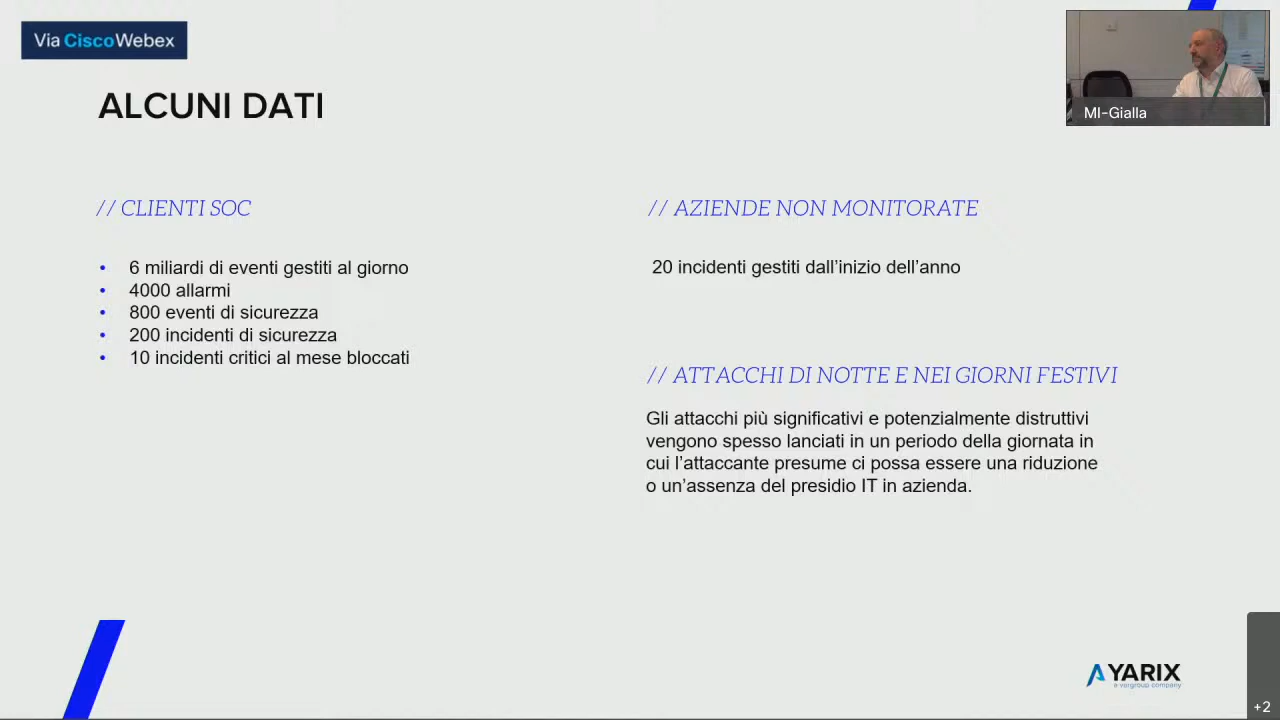 Via CiscoWebex
MI-Gialla
ALCUNI DATI
// CLIENTI SOC
• 6 miliardi di eventi gestiti al giorno
• 4000 allarmi
• 800 eventi di sicurezza
• 200 incidenti di sicurezza
• 10 incidenti critici al mese bloccati
// AZIENDE NON MONITORATE
20 incidenti gestiti dall'inizio dell'anno
// ATTACCHI DI NOTTE E NEI GIORNI FESTIVI
Gli attacchi più significativi e potenzialmente distruttivi
vengono spesso lanciati in un periodo della giornata in
cui l'attaccante presume ci possa essere una riduzione
o un'assenza del presidio IT in azienda.
YARIX
a vargroup company
+2